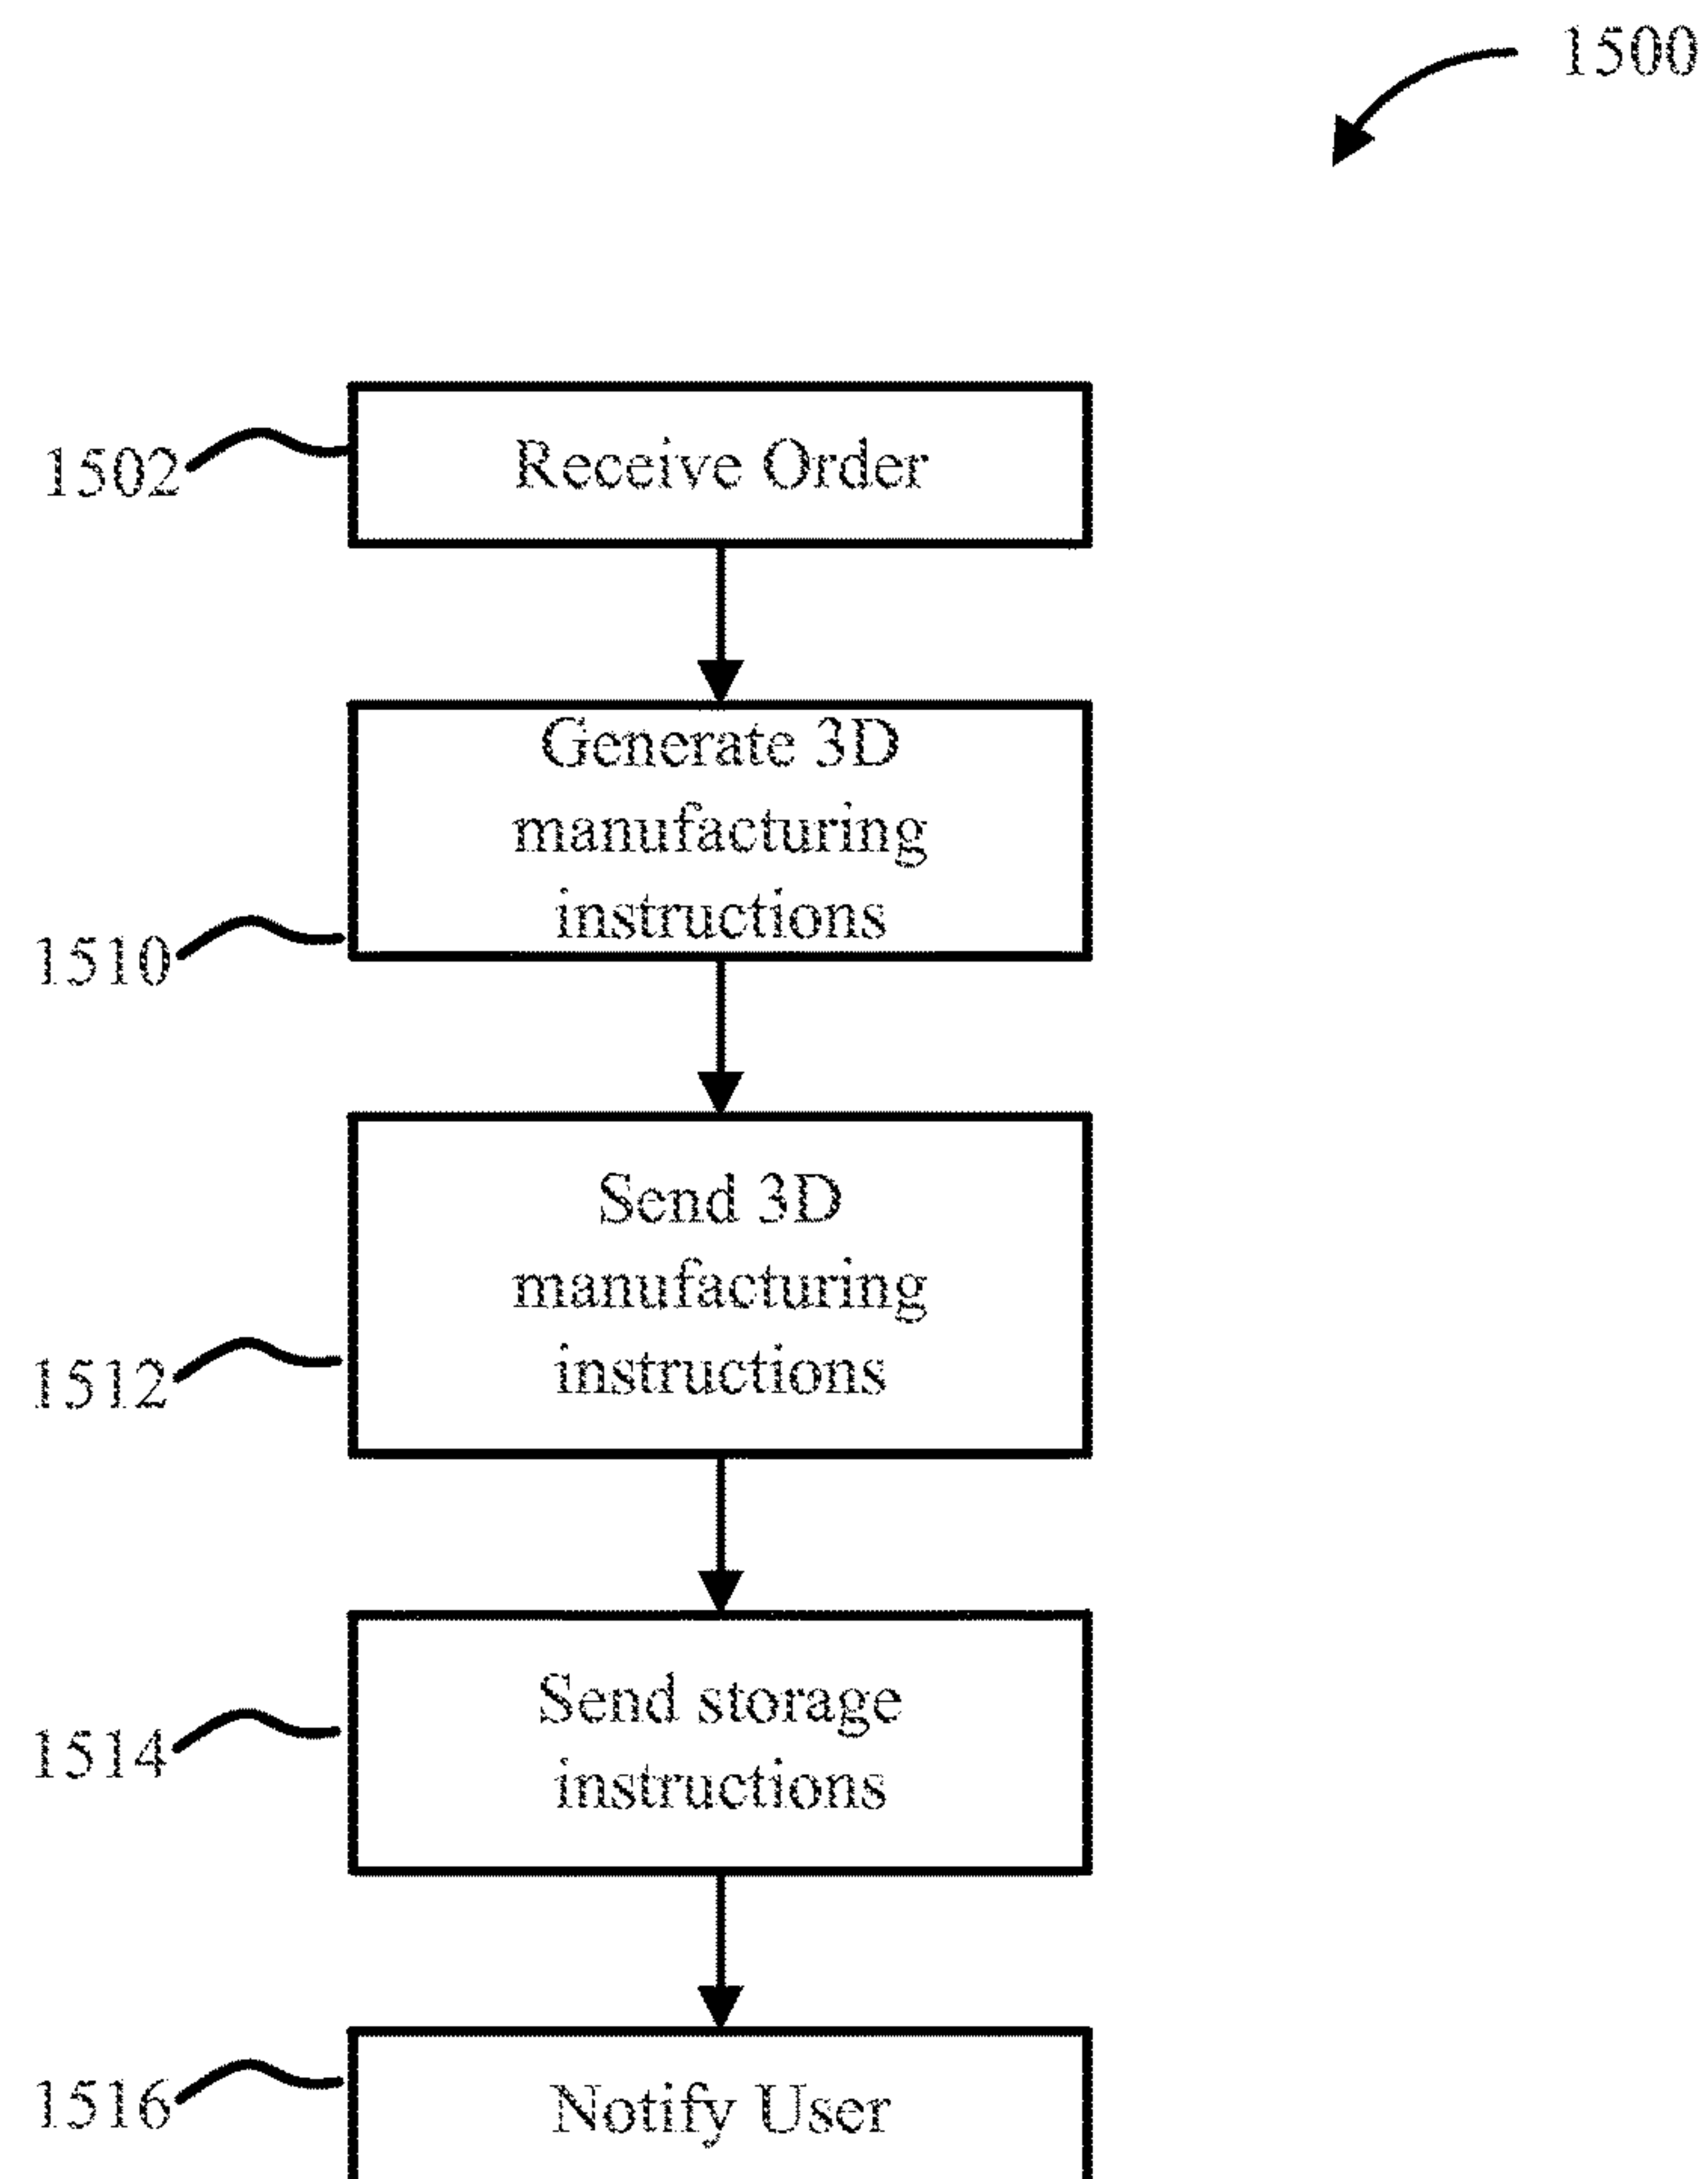 1500
1502
Receive Order
Generate 3D
manufacturing
instructions
1510
Send 3D
manufacturing
instructions
1512
Send storage
instructions
1514
1516
Notify User